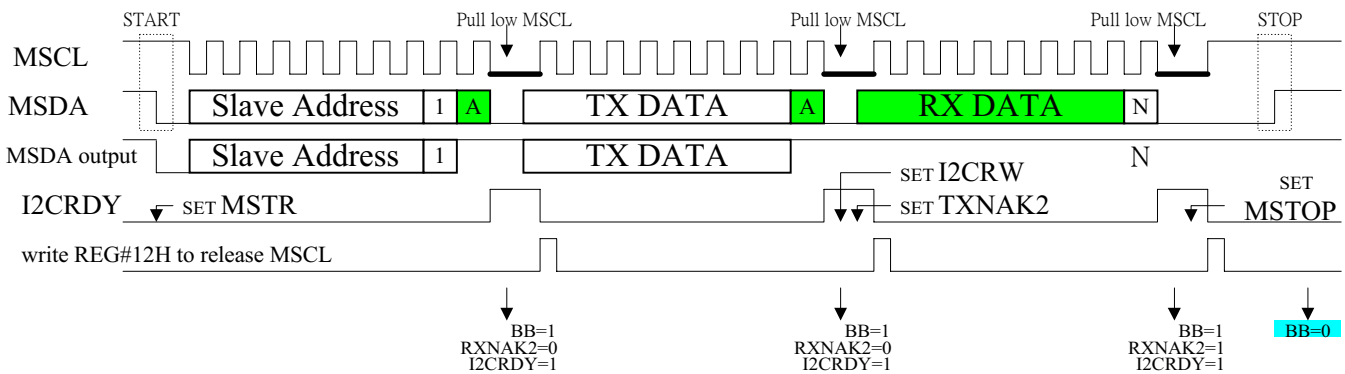 START Pull low MSCL Pull low MSCL Pull low MSCL STOP
MSCL
MSDA Slave Address 1 A TX DATA A RX DATA N
MSDA output Slave Address 1 TX DATA N
SET I2CRW
I2CRDY SET MSTR SET TXNAK2 SET MSTOP
write REG#12H to release MSCL
BB=1 BB=1 BB=1 BB=0
RXNAK2=0 RXNAK2=0 RXNAK2=1
I2CRDY=1 I2CRDY=1 I2CRDY=1